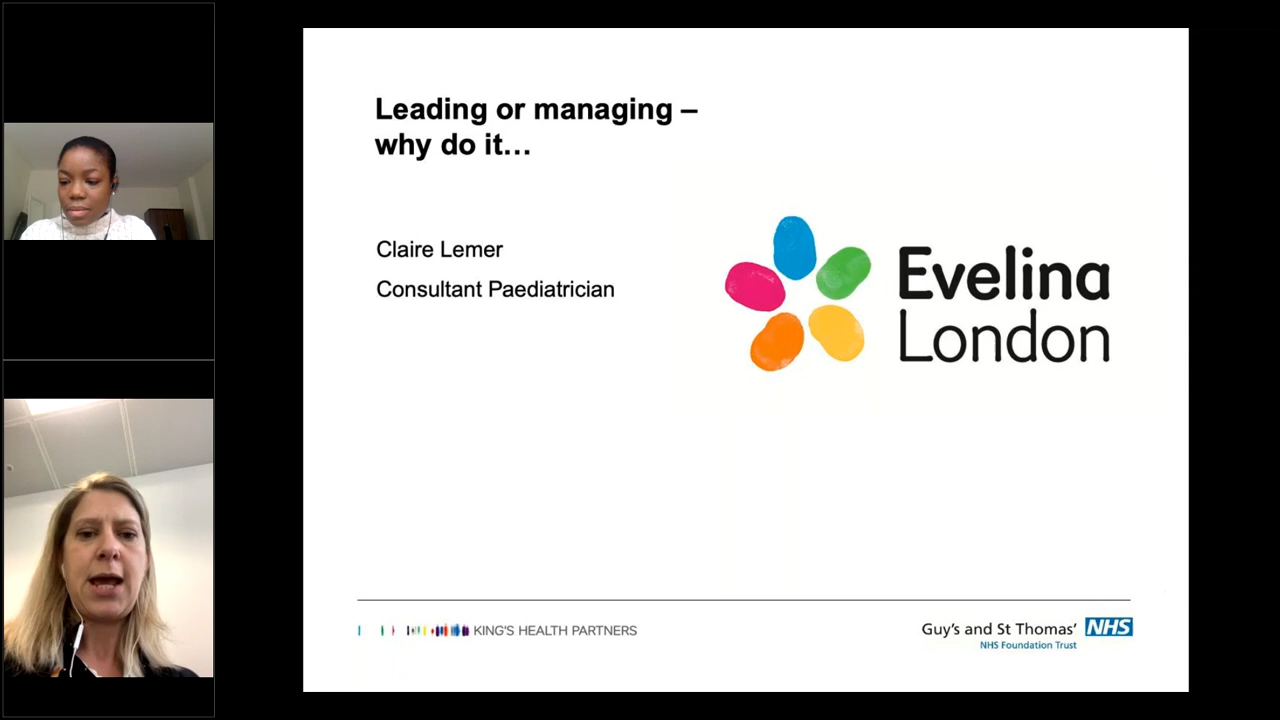 Leading or managing –
why do it…
Claire Lemer
Consultant Paediatrician
Evelina
London
KING'S HEALTH PARTNERS
Guy's and St Thomas' NHS
NHS Foundation Trust